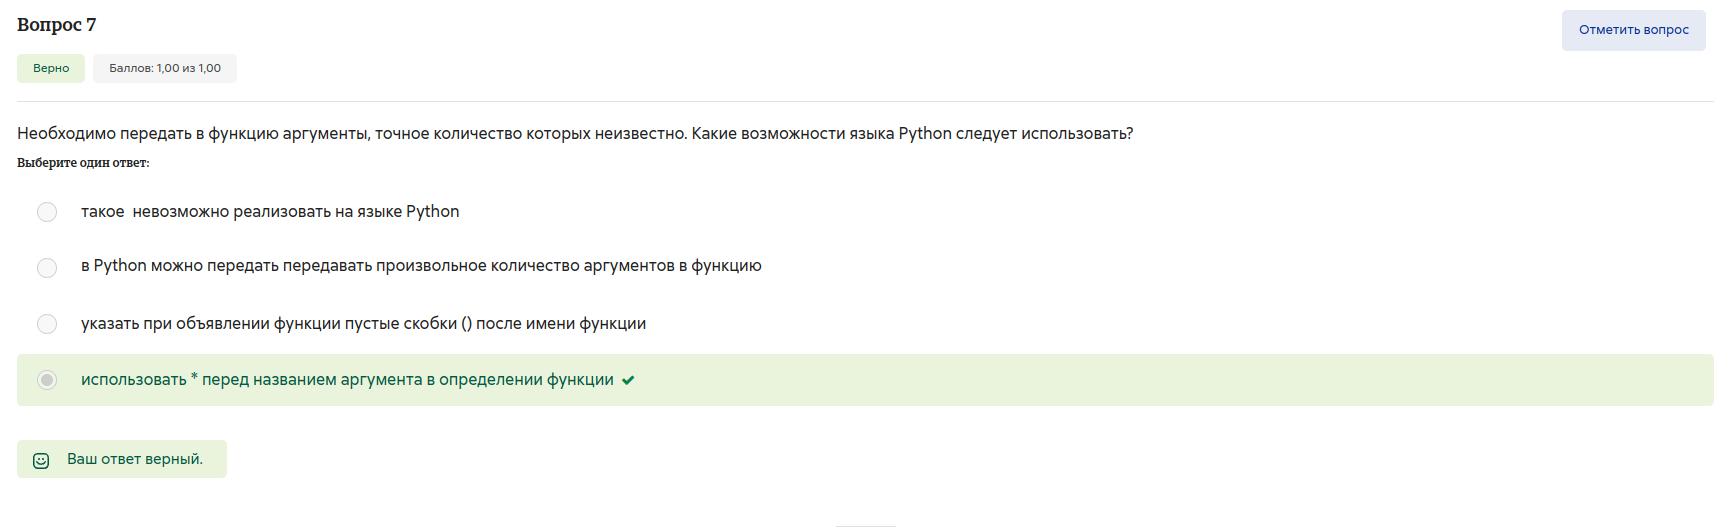 Вопрос 7
Отметить вопрос
Верно
Баллов: 1,00 из 1,00
Необходимо передать в функцию аргументы, точное количество которых неизвестно. Какие возможности языка Python следует использовать?
Выберите один ответ:
такое  невозможно реализовать на языке Python
в Python можно передать передавать произвольное количество аргументов в функцию
указать при объявлении функции пустые скобки () после имени функции
использовать * перед названием аргумента в определении функции
Ваш ответ верный.